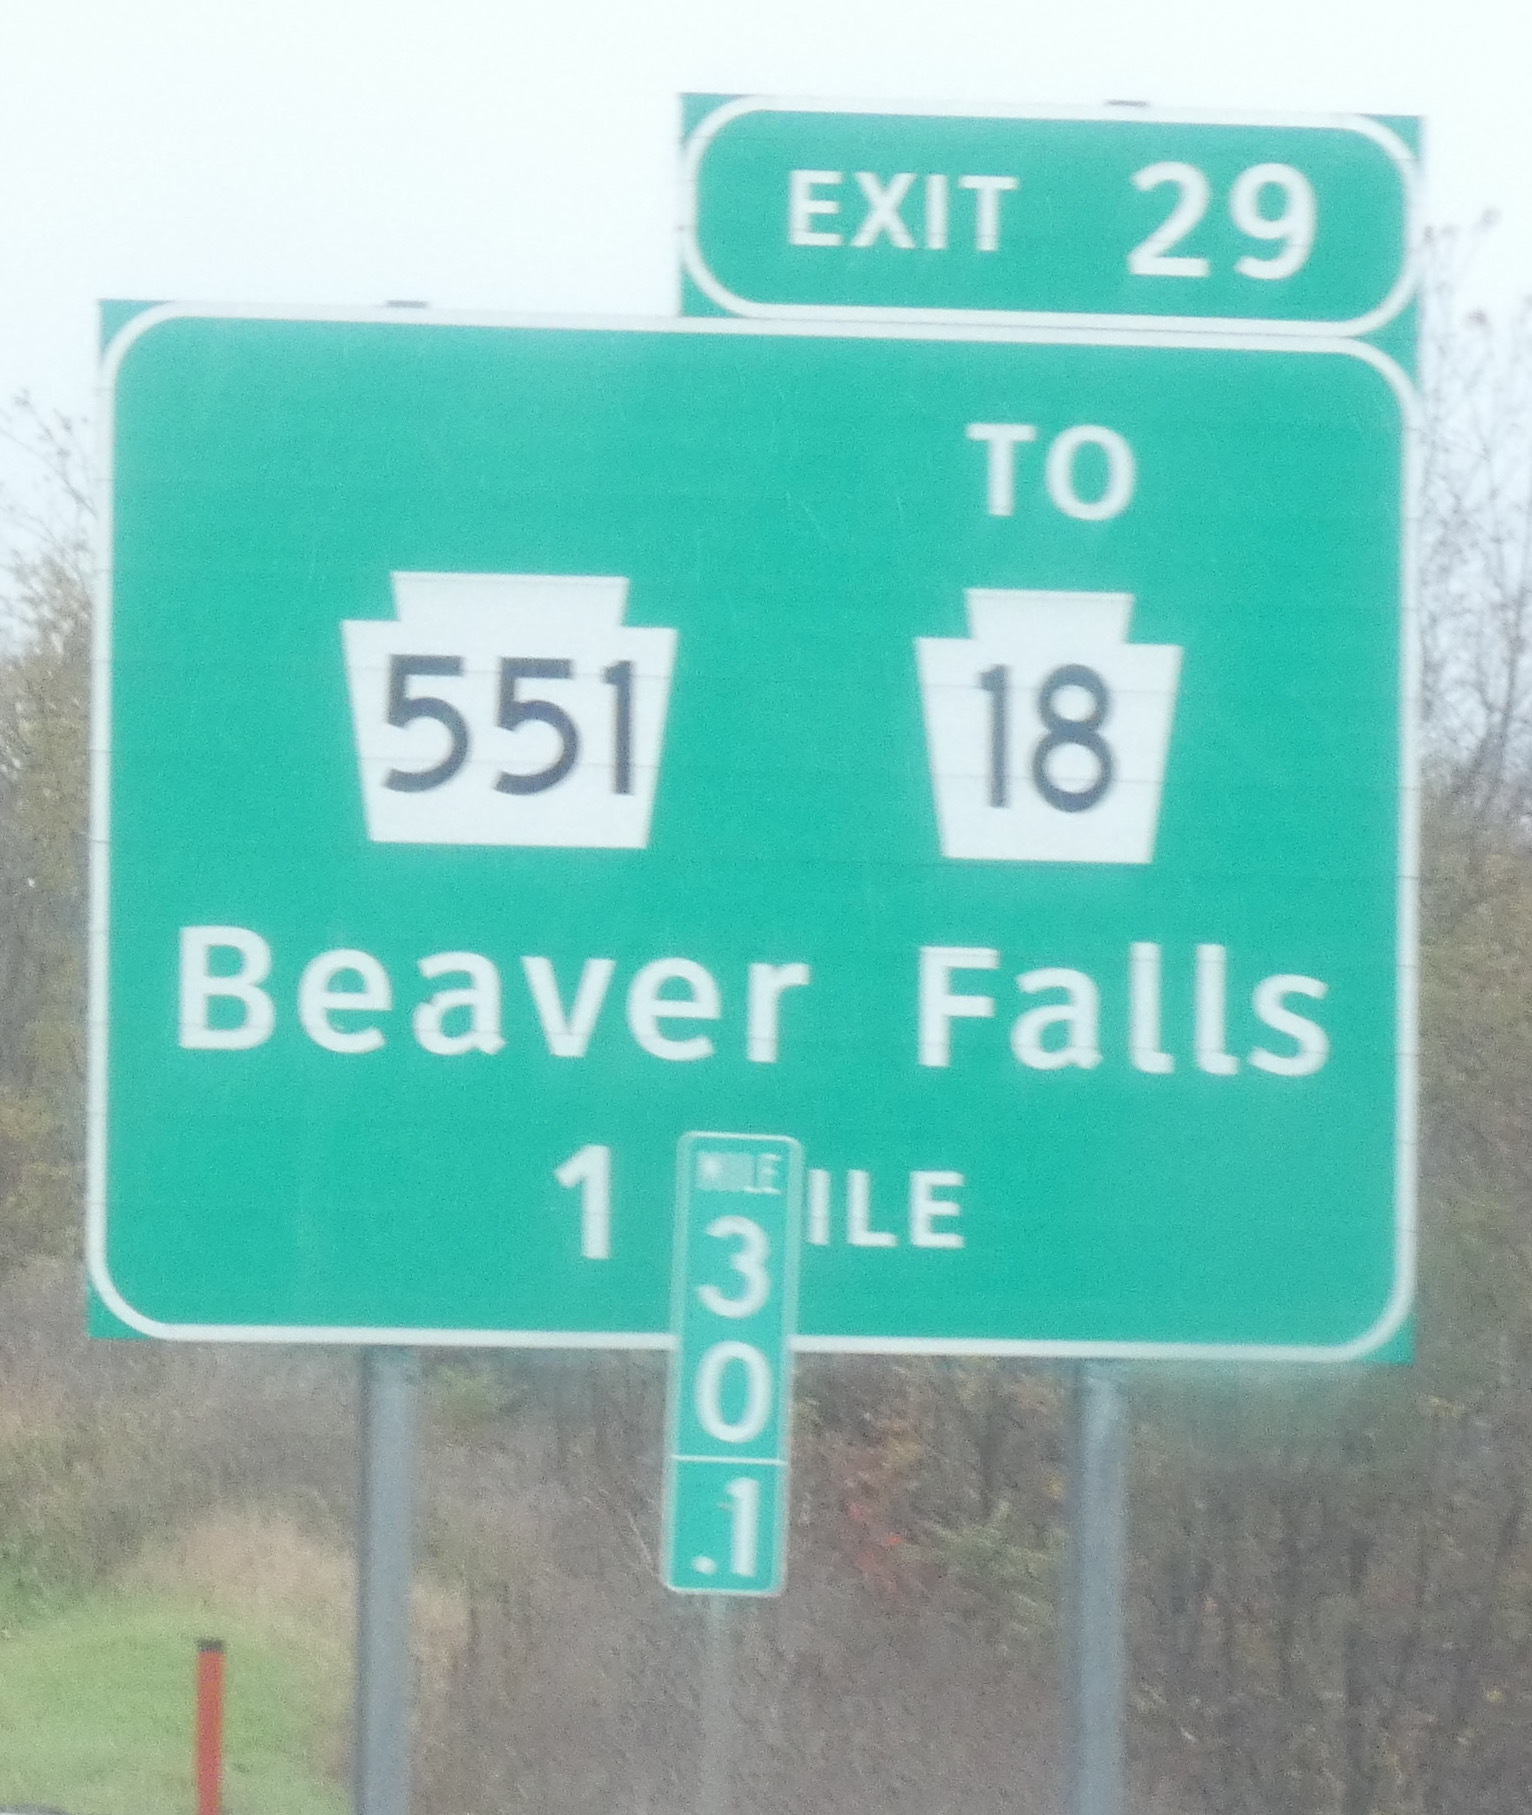 EXIT 29
TO
551 18
Beaver Falls
1 ILE
MILE
3
0
.1